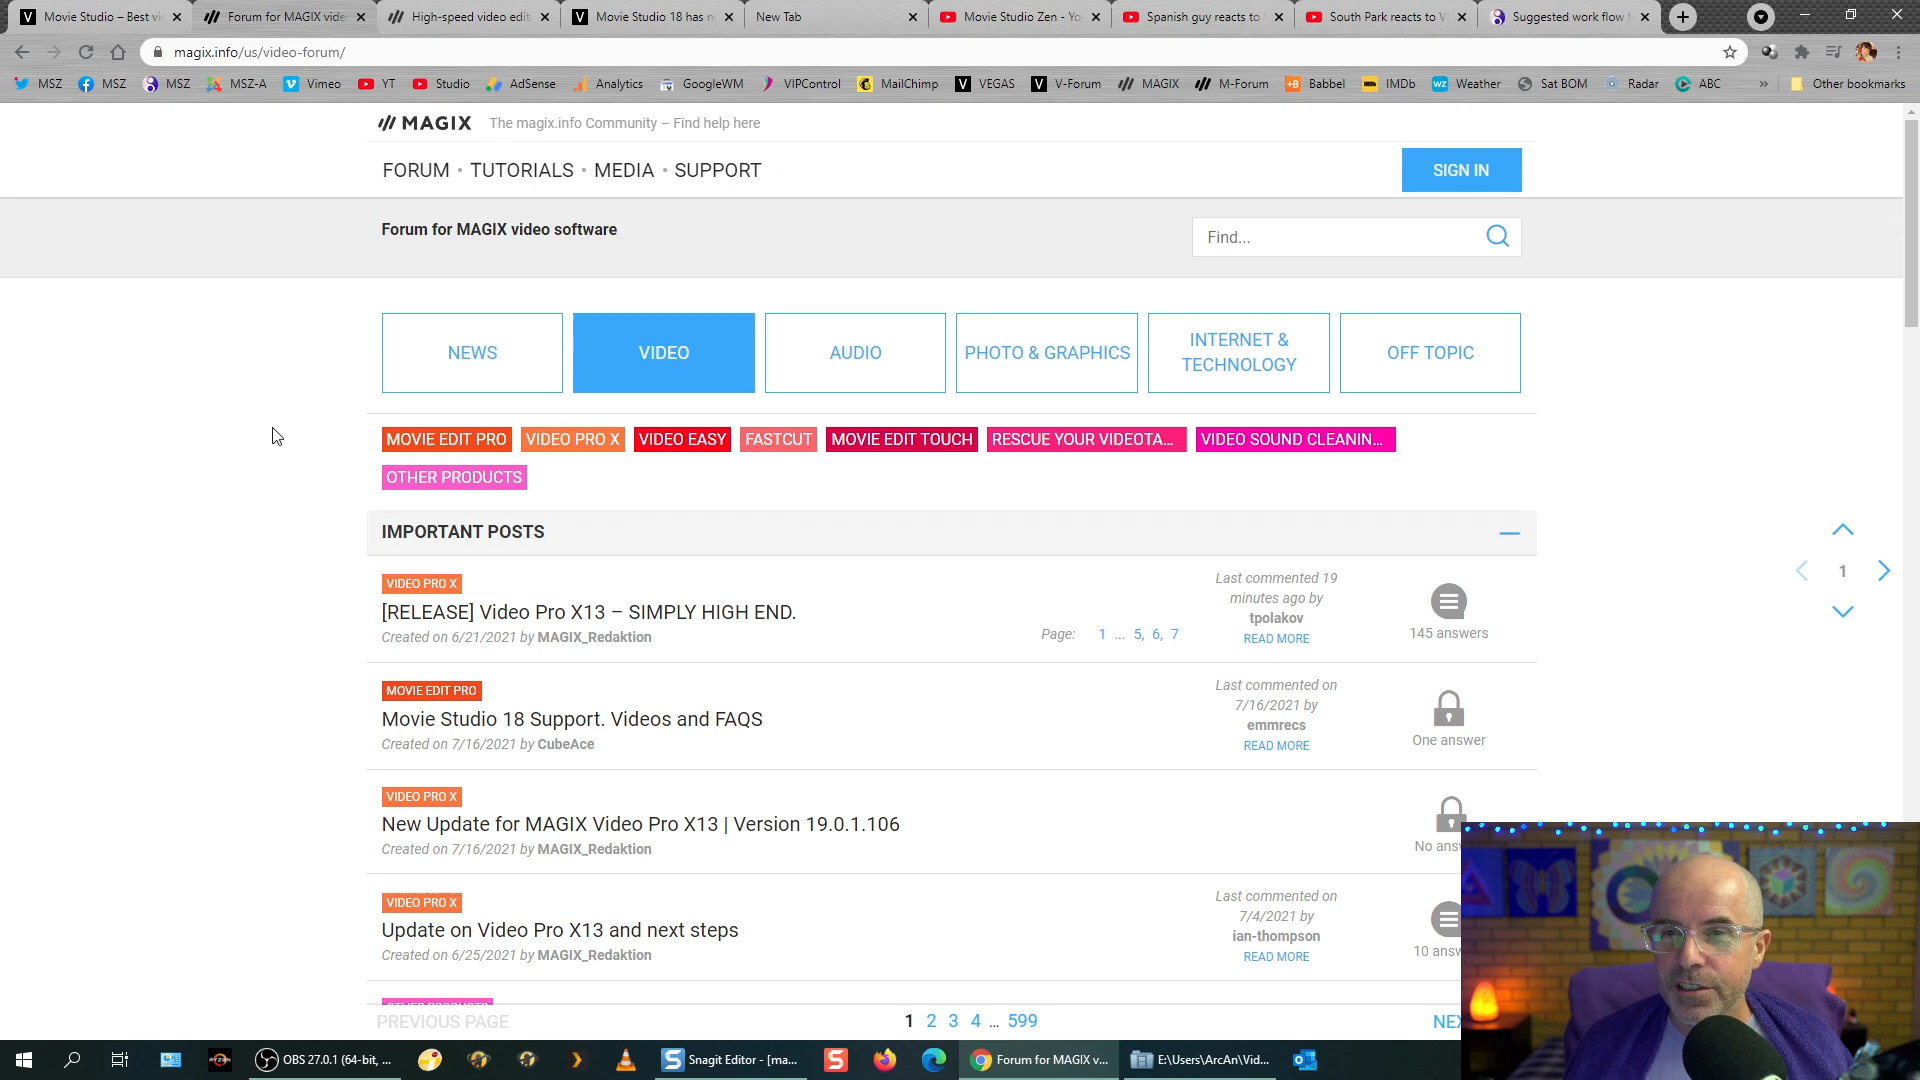 Movie Studio – Best vi
Forum for MAGIX vide
High-speed video edit
Movie Studio 18 has n
New Tab
Movie Studio Zen - Yo
Spanish guy reacts to
South Park reacts to V
Suggested work flow
magix.info/us/video-forum/
MSZ
MSZ
MSZ
MSZ-A
Vimeo
YT
Studio
AdSense
Analytics
GoogleWM
VIPControl
MailChimp
VEGAS
V-Forum
MAGIX
M-Forum
Babbel
IMDb
Weather
Sat BOM
Radar
ABC
»
Other bookmarks
MAGIX The magix.info Community – Find help here
FORUM • TUTORIALS • MEDIA • SUPPORT
SIGN IN
Forum for MAGIX video software
Find...
NEWS
VIDEO
AUDIO
PHOTO & GRAPHICS
INTERNET &
TECHNOLOGY
OFF TOPIC
MOVIE EDIT PRO
VIDEO PRO X
VIDEO EASY
FASTCUT
MOVIE EDIT TOUCH
RESCUE YOUR VIDEOTA...
VIDEO SOUND CLEANIN...
OTHER PRODUCTS
IMPORTANT POSTS
1
VIDEO PRO X
[RELEASE] Video Pro X13 – SIMPLY HIGH END.
Created on 6/21/2021 by MAGIX_Redaktion
Page: 1 ... 5, 6, 7
Last commented 19
minutes ago by
tpolakov
READ MORE
145 answers
MOVIE EDIT PRO
Movie Studio 18 Support. Videos and FAQS
Created on 7/16/2021 by CubeAce
Last commented on
7/16/2021 by
emmrecs
READ MORE
One answer
VIDEO PRO X
New Update for MAGIX Video Pro X13 | Version 19.0.1.106
Created on 7/16/2021 by MAGIX_Redaktion
No answ
VIDEO PRO X
Update on Video Pro X13 and next steps
Created on 6/25/2021 by MAGIX_Redaktion
Last commented on
7/4/2021 by
ian-thompson
READ MORE
10 answ
OTHER PRODUCTS
PREVIOUS PAGE
1 2 3 4 ... 599
NEX
RYZEN
OBS 27.0.1 (64-bit, ...
Snagit Editor - [ma...
Forum for MAGIX v...
E:\Users\ArcAn\Vid...